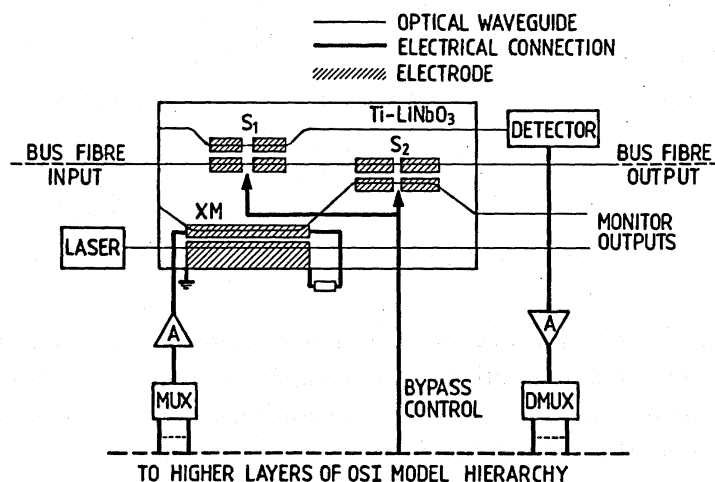 OPTICAL WAVEGUIDE
ELECTRICAL CONNECTION
ELECTRODE
S1
Ti-LiNbO3
DETECTOR
S2
BUS FIBRE
INPUT
BUS FIBRE
OUTPUT
XM
MONITOR
OUTPUTS
LASER
A
A
BYPASS
CONTROL
MUX
DMUX
TO HIGHER LAYERS OF OSI MODEL HIERARCHY